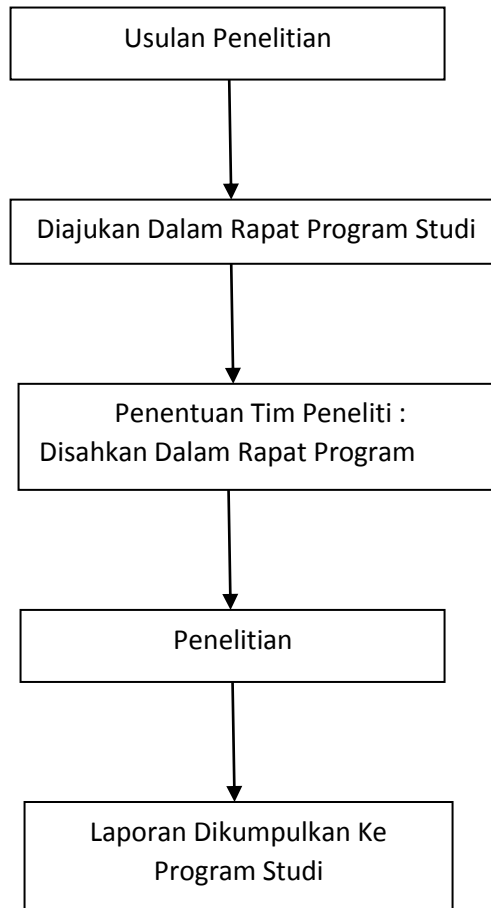 Usulan Penelitian
Diajukan Dalam Rapat Program Studi
Penentuan Tim Peneliti :
Disahkan Dalam Rapat Program
Penelitian
Laporan Dikumpulkan Ke
Program Studi